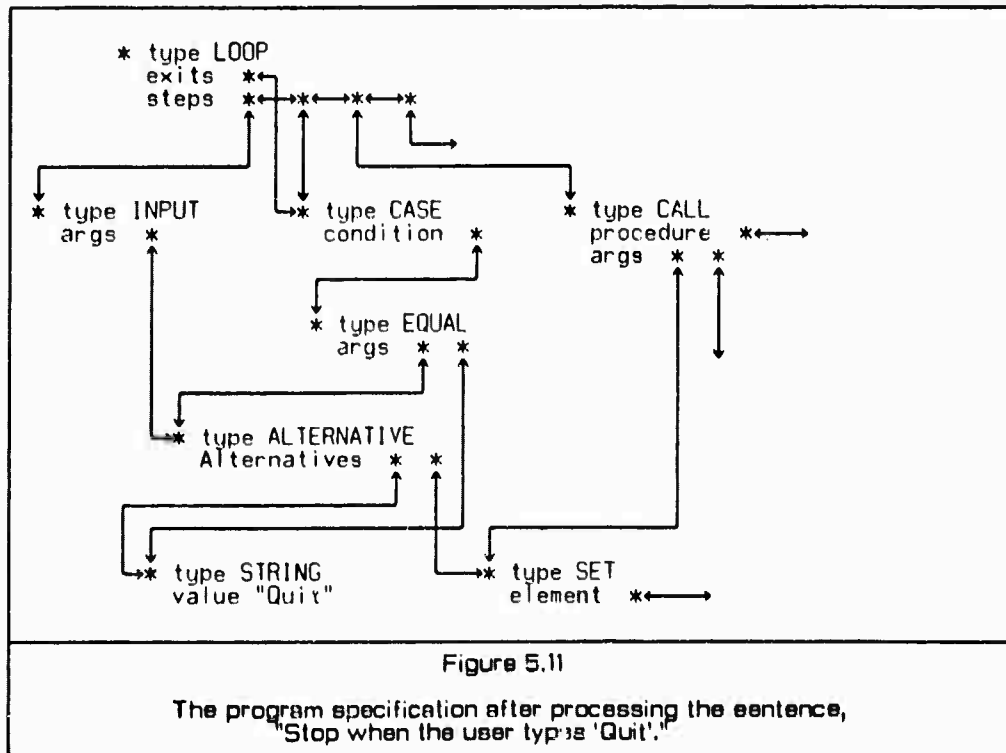 * type LOOP
exits *
steps * * * *
* type INPUT
args *
* type CASE
condition *
* type CALL
procedure *
args * *
* type EQUAL
args * *
* type ALTERNATIVE
Alternatives * *
* type STRING
value "Quit"
* type SET
element *
Figure 5.11
The program specification after processing the sentence,
"Stop when the user types 'Quit'."